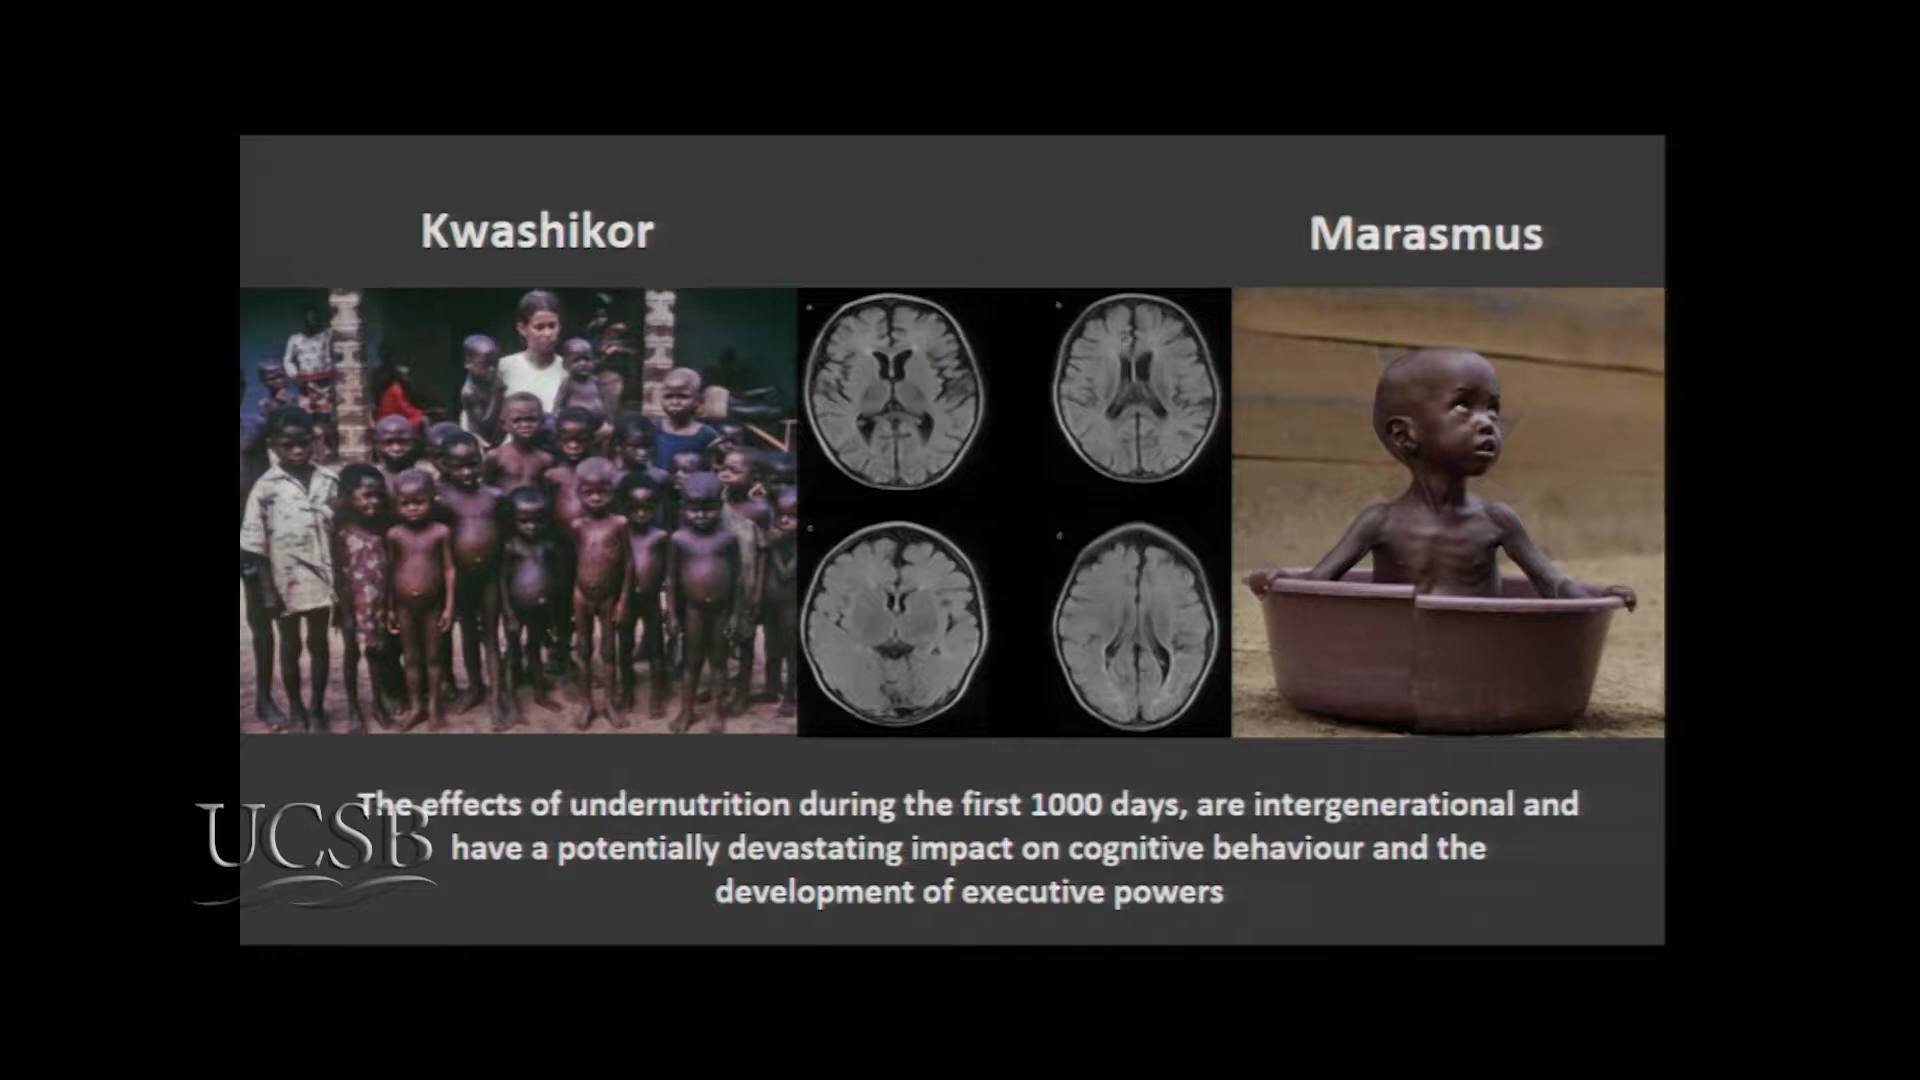 Kwashikor
Marasmus
The effects of undernutrition during the first 1000 days, are intergenerational and
have a potentially devastating impact on cognitive behaviour and the
development of executive powers
UCSB